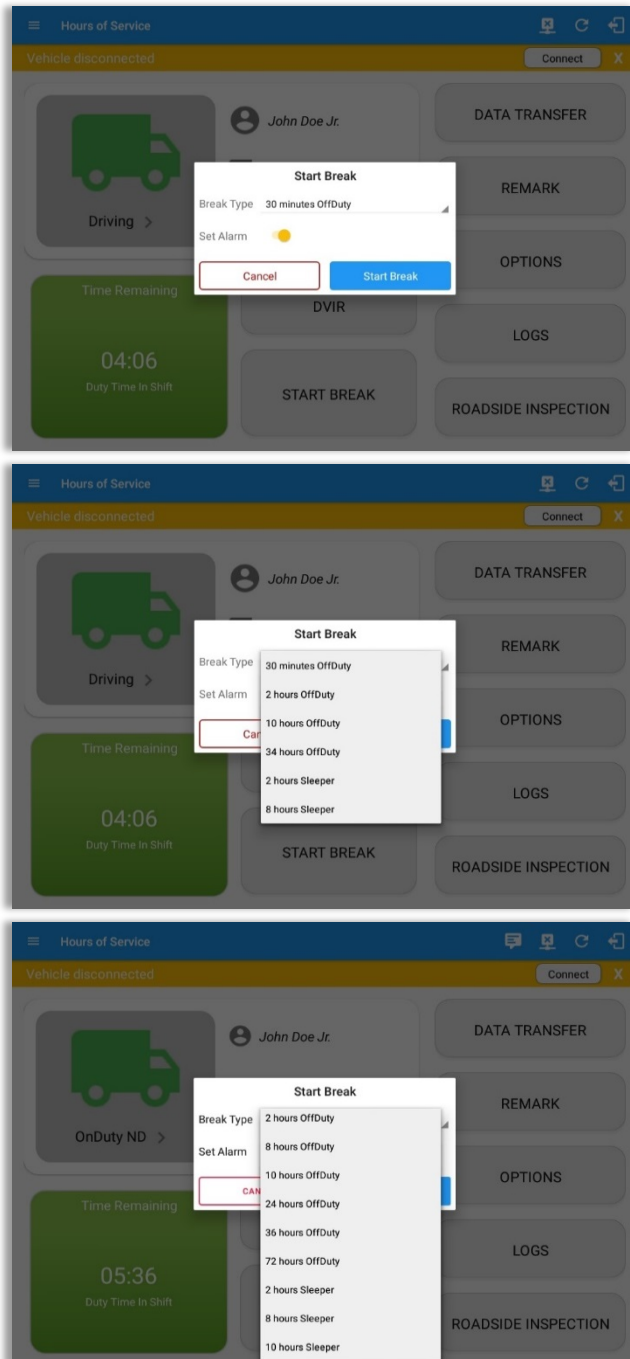 Hours of Service
Vehicle disconnected
Connect X
John Doe Jr.
DATA TRANSFER
Start Break
Break Type 30 minutes OffDuty
REMARK
Driving >
Set Alarm
Cancel Start Break
OPTIONS
Time Remaining
DVIR
04:06
LOGS
Duty Time In Shift
START BREAK
ROADSIDE INSPECTION
Hours of Service
Vehicle disconnected
Connect X
John Doe Jr.
DATA TRANSFER
Start Break
Break Type 30 minutes OffDuty
REMARK
Driving >
Set Alarm 2 hours OffDuty
Can 10 hours OffDuty
OPTIONS
Time Remaining
34 hours OffDuty
2 hours Sleeper
LOGS
04:06
8 hours Sleeper
Duty Time In Shift
START BREAK
ROADSIDE INSPECTION
Hours of Service
Vehicle disconnected
Connect X
John Doe Jr.
DATA TRANSFER
Start Break
Break Type 2 hours OffDuty
REMARK
OnDuty ND >
Set Alarm 8 hours OffDuty
10 hours OffDuty
OPTIONS
CAN
Time Remaining
24 hours OffDuty
36 hours OffDuty
LOGS
72 hours OffDuty
05:36
2 hours Sleeper
Duty Time In Shift
8 hours Sleeper
ROADSIDE INSPECTION
10 hours Sleeper